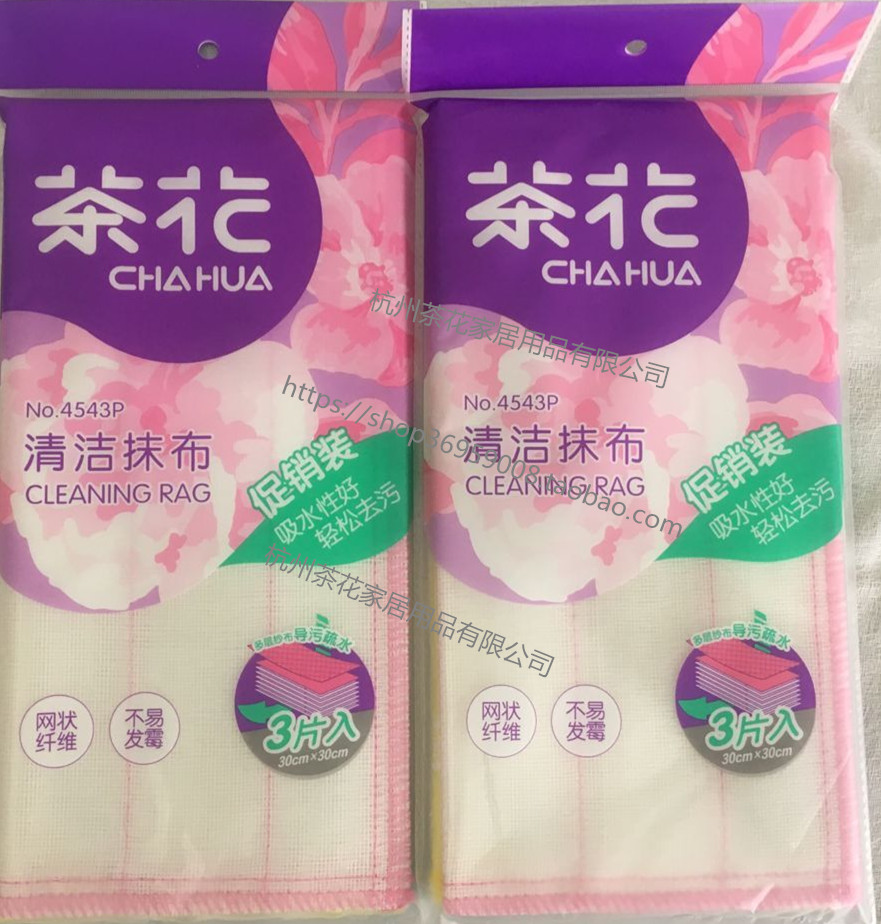 茶花
CHAHUA
No.4543P
清洁抹布
CLEANING RAG
促销装
吸水性好
轻松去污
多层纱布导污疏水
3片入
30cm×30cm
网状
纤维
不易
发霉
茶花
CHAHUA
No.4543P
清洁抹布
CLEANING RAG
促销装
吸水性好
轻松去污
多层纱布导污疏水
3片入
30cm×30cm
网状
纤维
不易
发霉
杭州茶花家居用品有限公司
杭州茶花家居用品有限公司